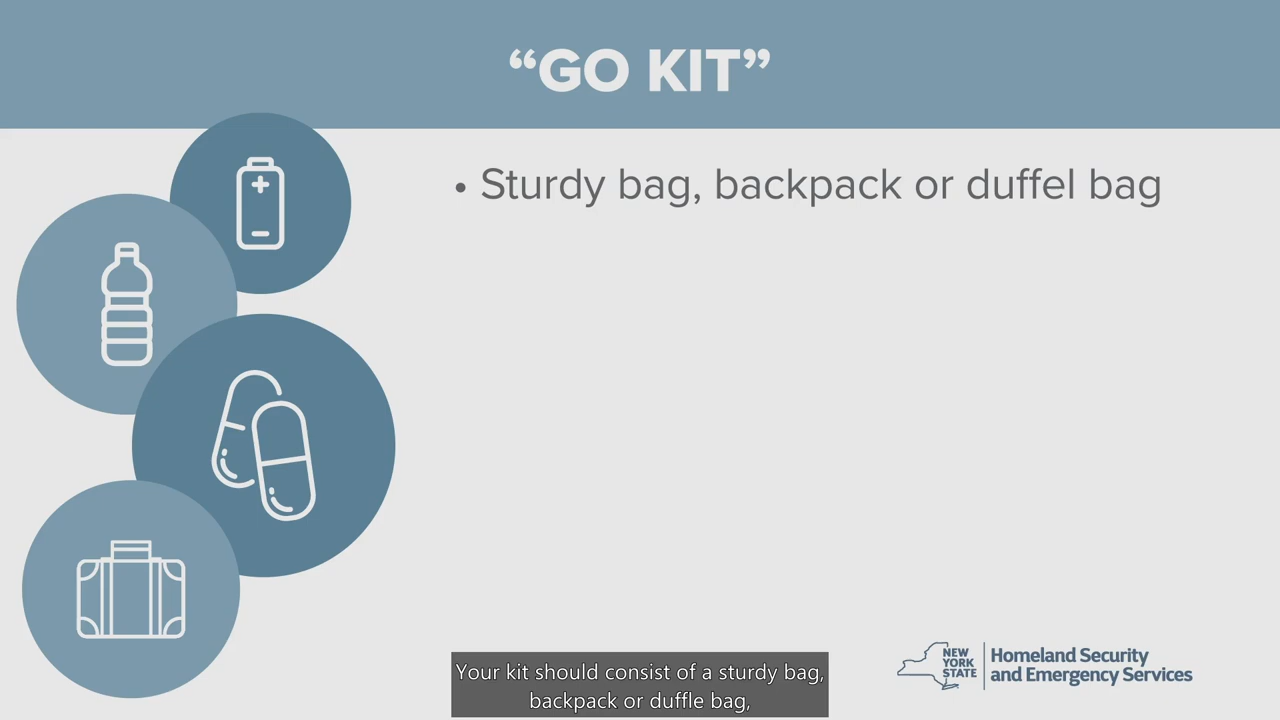 “GO KIT”
• Sturdy bag, backpack or duffel bag
Your kit should consist of a sturdy bag,
backpack or duffle bag,
NEW
YORK
STATE
Homeland Security
and Emergency Services